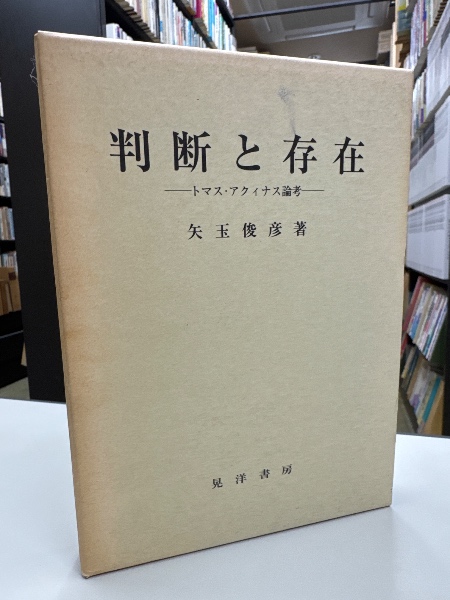 判断と存在
——トマス・アクィナス論考——
矢玉俊彦著
晃洋書房